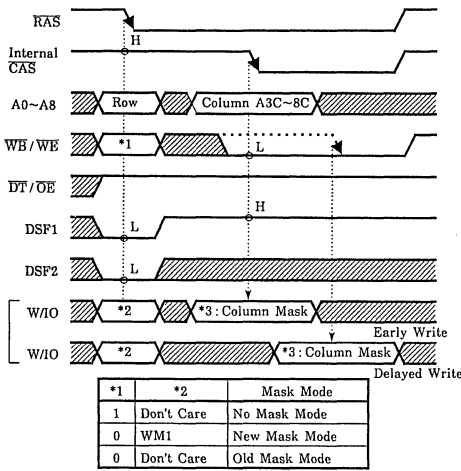 RAS
H
Internal
CAS
A0~A8 Row Column A3C~8C
WB/WE *1 L
DT/OE
H
DSF1 L
DSF2 L
W/IO *2 *3 : Column Mask
Early Write
W/IO *2 *3 : Column Mask
Delayed Write
*1 *2 Mask Mode
1 Don't Care No Mask Mode
0 WM1 New Mask Mode
0 Don't Care Old Mask Mode